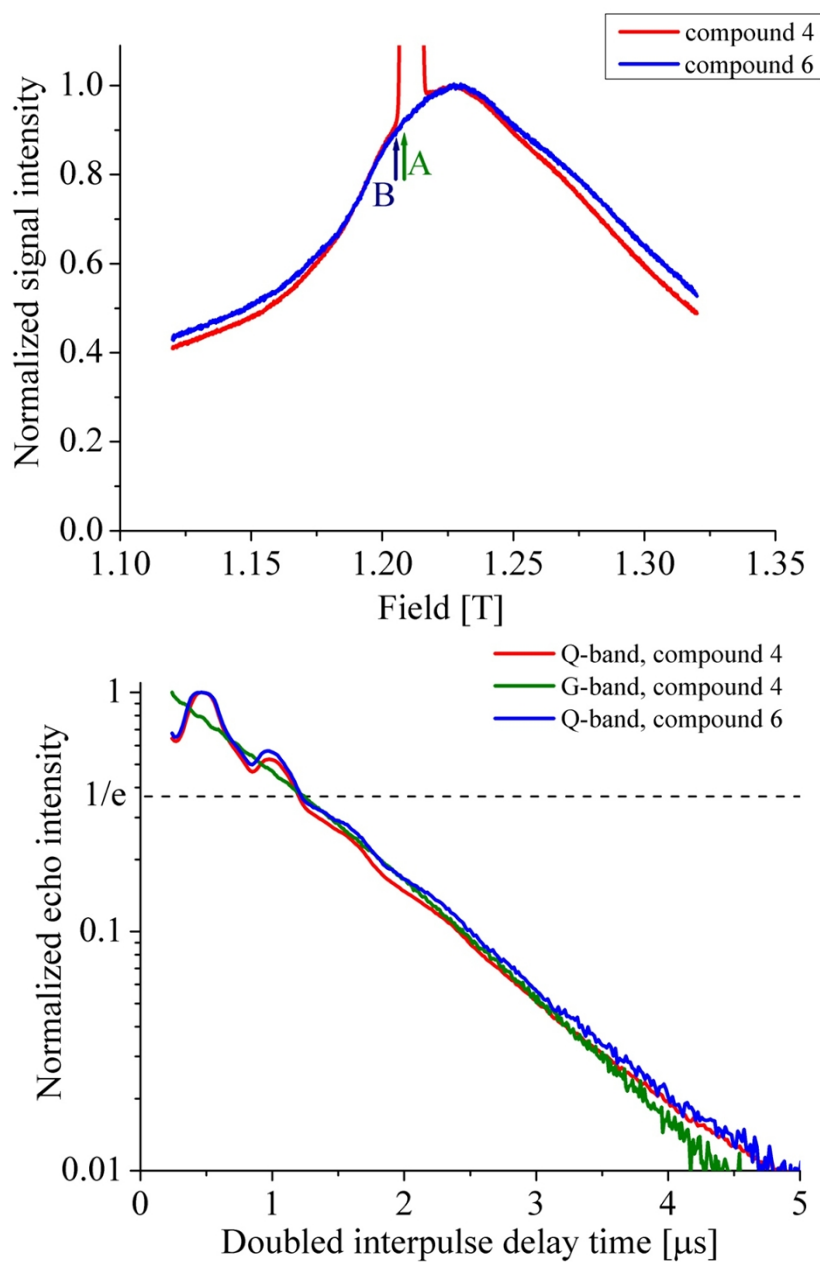 compound 4
compound 6
Normalized signal intensity
1.0
0.8
0.6
0.4
0.2
0.0
B
A
1.10
1.15
1.20
1.25
1.30
1.35
Field [T]
Q-band, compound 4
G-band, compound 4
Q-band, compound 6
Normalized echo intensity
1
1/e
0.1
0.01
0
1
2
3
4
5
Doubled interpulse delay time [μs]